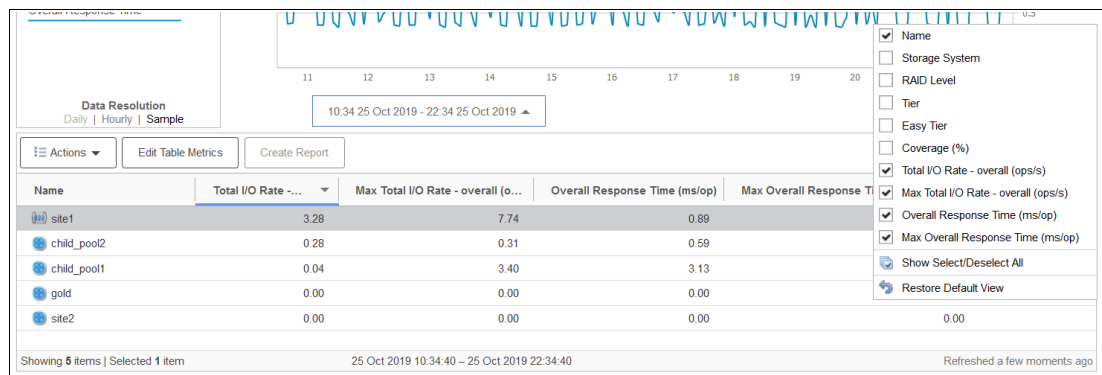 Overall Response Time
0.5
11 12 13 14 15 16 17 18 19 20
Data Resolution
Daily | Hourly | Sample
10:34 25 Oct 2019 - 22:34 25 Oct 2019
Name
Storage System
RAID Level
Tier
Easy Tier
Coverage (%)
Total I/O Rate - overall (ops/s)
Max Total I/O Rate - overall (ops/s)
Overall Response Time (ms/op)
Max Overall Response Time (ms/op)
Show Select/Deselect All
Restore Default View
Actions Edit Table Metrics Create Report
Name Total I/O Rate -... Max Total I/O Rate - overall (o... Overall Response Time (ms/op) Max Overall Response Ti
site1 3.28 7.74 0.89
child_pool2 0.28 0.31 0.59
child_pool1 0.04 3.40 3.13
gold 0.00 0.00 0.00
site2 0.00 0.00 0.00 0.00
Showing 5 items | Selected 1 item 25 Oct 2019 10:34:40 – 25 Oct 2019 22:34:40 Refreshed a few moments ago